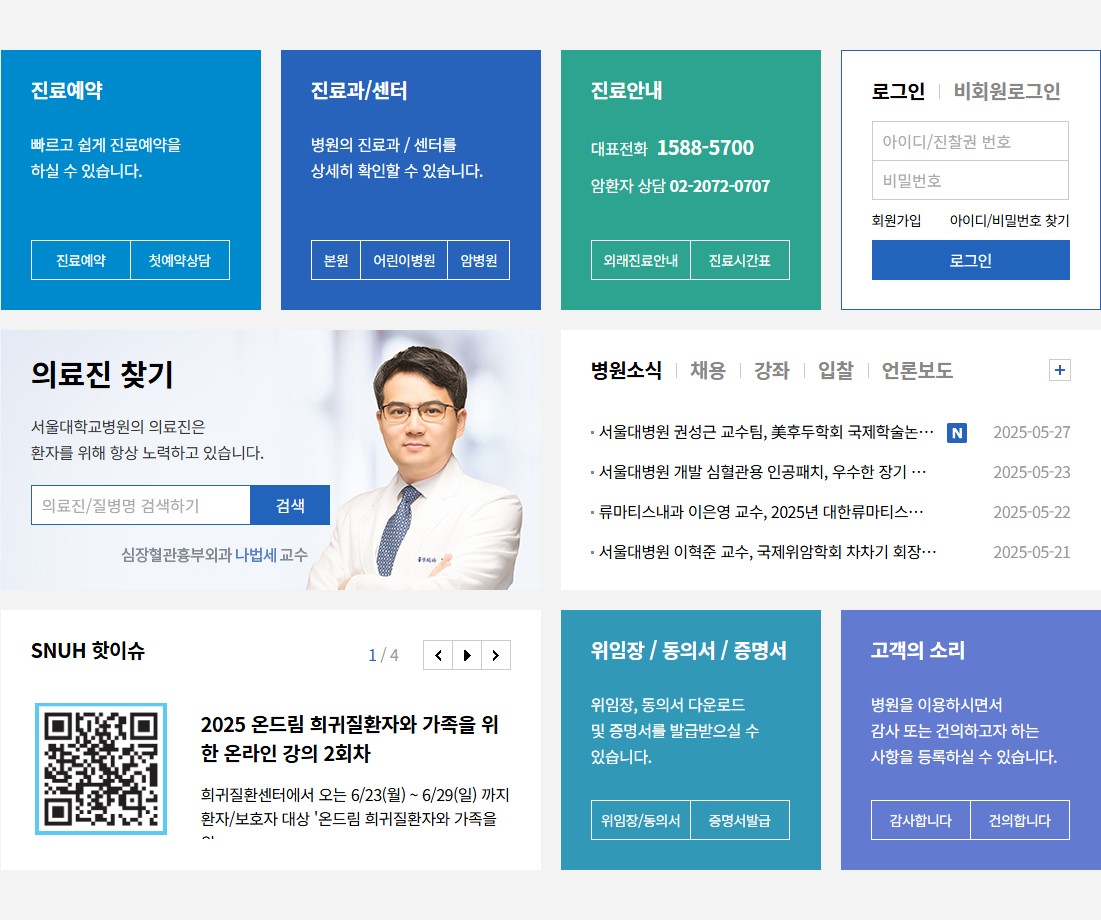 진료예약
빠르고 쉽게 진료예약을
하실 수 있습니다.
진료예약
첫예약상담
진료과/센터
병원의 진료과 / 센터를
상세히 확인할 수 있습니다.
본원
어린이병원
암병원
진료안내
대표전화 1588-5700
암환자 상담 02-2072-0707
외래진료안내
진료시간표
로그인
비회원로그인
아이디/진찰권 번호
비밀번호
회원가입
아이디/비밀번호 찾기
로그인
의료진 찾기
서울대학교병원의 의료진은
환자를 위해 항상 노력하고 있습니다.
의료진/질병명 검색하기
검색
심장혈관흉부외과 나법세 교수
병원소식
채용
강좌
입찰
언론보도
+
서울대병원 권성근 교수팀, 美후두학회 국제학술논··· N 2025-05-27
서울대병원 개발 심혈관용 인공패치, 우수한 장기 ··· 2025-05-23
류마티스내과 이은영 교수, 2025년 대한류마티스··· 2025-05-22
서울대병원 이혁준 교수, 국제위암학회 차차기 회장··· 2025-05-21
SNUH 핫이슈
1 / 4
2025 온드림 희귀질환자와 가족을 위
한 온라인 강의 2회차
희귀질환센터에서 오는 6/23(월) ~ 6/29(일) 까지
환자/보호자 대상 '온드림 희귀질환자와 가족을
위임장 / 동의서 / 증명서
위임장, 동의서 다운로드
및 증명서를 발급받으실 수
있습니다.
위임장/동의서
증명서발급
고객의 소리
병원을 이용하시면서
감사 또는 건의하고자 하는
사항을 등록하실 수 있습니다.
감사합니다
건의합니다